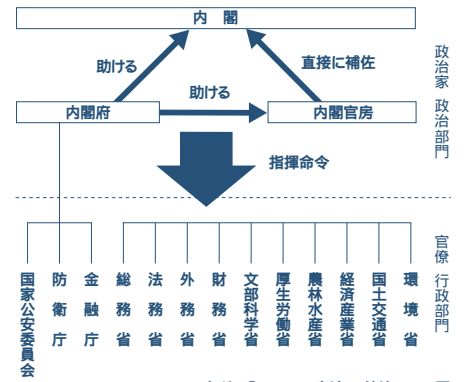 内 閣
助ける
直接に補佐
助ける
内閣府
内閣官房
指揮命令
政治家 政治部門
官僚 行政部門
国家公安委員会
防衛庁
金融庁
総務省
法務省
外務省
財務省
文部科学省
厚生労働省
農林水産省
経済産業省
国土交通省
環境省